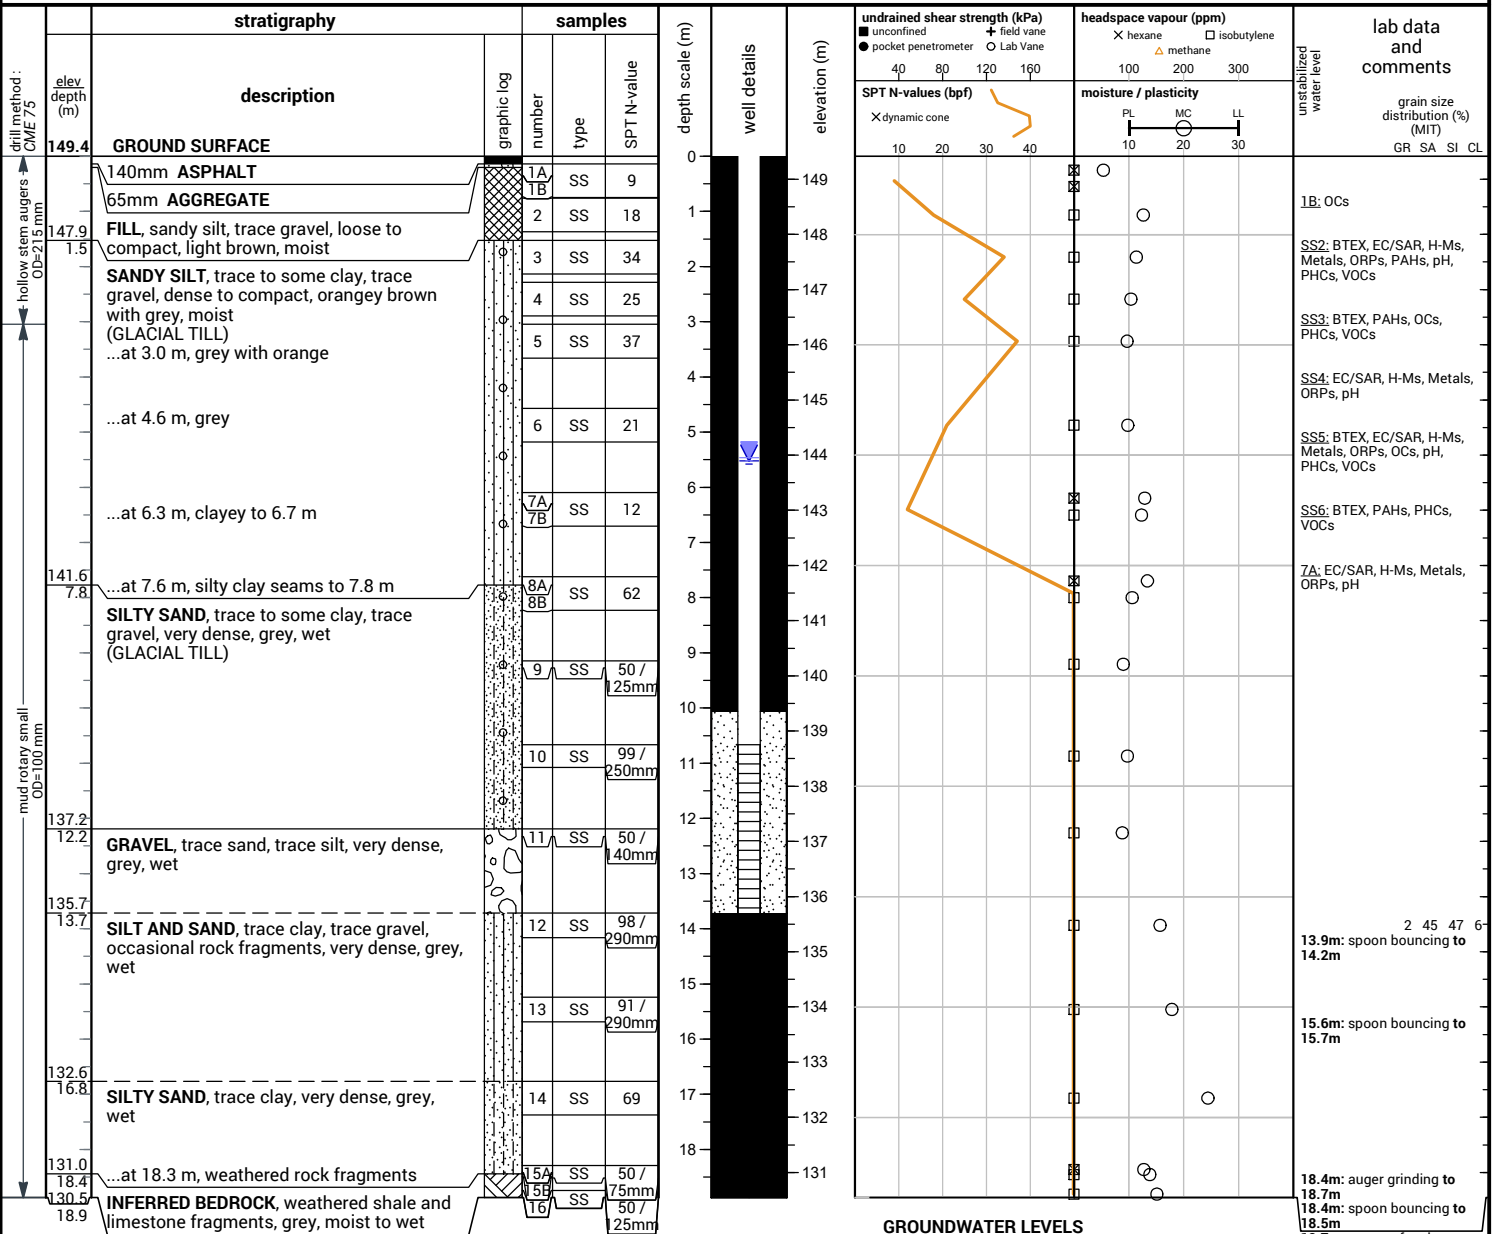 stratigraphy
samples
drill method :
CME 75
elev
depth
(m)
description
graphic log
number
type
SPT N-value
depth scale (m)
well details
elevation (m)
undrained shear strength (kPa)
unconfined
field vane
pocket penetrometer
Lab Vane
40 80 120 160
SPT N-values (bpf)
dynamic cone
10 20 30 40
headspace vapour (ppm)
hexane
isobutylene
methane
100 200 300
moisture / plasticity
PL MC LL
10 20 30
unstabilized
water level
lab data
and
comments
grain size
distribution (%)
(MIT)
GR SA SI CL
149.4 GROUND SURFACE
hollow stem augers
OD=215 mm
mud rotary small
OD=100 mm
140mm ASPHALT
65mm AGGREGATE
147.9
1.5
FILL, sandy silt, trace gravel, loose to
compact, light brown, moist
SANDY SILT, trace to some clay, trace
gravel, dense to compact, orangey brown
with grey, moist
(GLACIAL TILL)
...at 3.0 m, grey with orange
...at 4.6 m, grey
...at 6.3 m, clayey to 6.7 m
141.6
7.8
...at 7.6 m, silty clay seams to 7.8 m
SILTY SAND, trace to some clay, trace
gravel, very dense, grey, wet
(GLACIAL TILL)
137.2
12.2
GRAVEL, trace sand, trace silt, very dense,
grey, wet
135.7
13.7
SILT AND SAND, trace clay, trace gravel,
occasional rock fragments, very dense, grey,
wet
132.6
16.8
SILTY SAND, trace clay, very dense, grey,
wet
131.0
18.4
...at 18.3 m, weathered rock fragments
130.5
18.9
INFERRED BEDROCK, weathered shale and
limestone fragments, grey, moist to wet
1A
1B
SS 9
2 SS 18
3 SS 34
4 SS 25
5 SS 37
6 SS 21
7A
7B
SS 12
8A
8B
SS 62
9 SS 50 /
125mm
10 SS 99 /
250mm
11 SS 50 /
140mm
12 SS 98 /
290mm
13 SS 91 /
290mm
14 SS 69
15A SS 50 /
15B 75mm
16 SS 50 /
125mm
0
1
2
3
4
5
6
7
8
9
10
11
12
13
14
15
16
17
18
149
148
147
146
145
144
143
142
141
140
139
138
137
136
135
134
133
132
131
1B: OCs
SS2: BTEX, EC/SAR, H-Ms,
Metals, ORPs, PAHs, pH,
PHCs, VOCs
SS3: BTEX, PAHs, OCs,
PHCs, VOCs
SS4: EC/SAR, H-Ms, Metals,
ORPs, pH
SS5: BTEX, EC/SAR, H-Ms,
Metals, ORPs, OCs, pH,
PHCs, VOCs
SS6: BTEX, PAHs, PHCs,
VOCs
7A: EC/SAR, H-Ms, Metals,
ORPs, pH
2 45 47 6
13.9m: spoon bouncing to
14.2m
15.6m: spoon bouncing to
15.7m
18.4m: auger grinding to
18.7m
18.4m: spoon bouncing to
18.5m
GROUNDWATER LEVELS